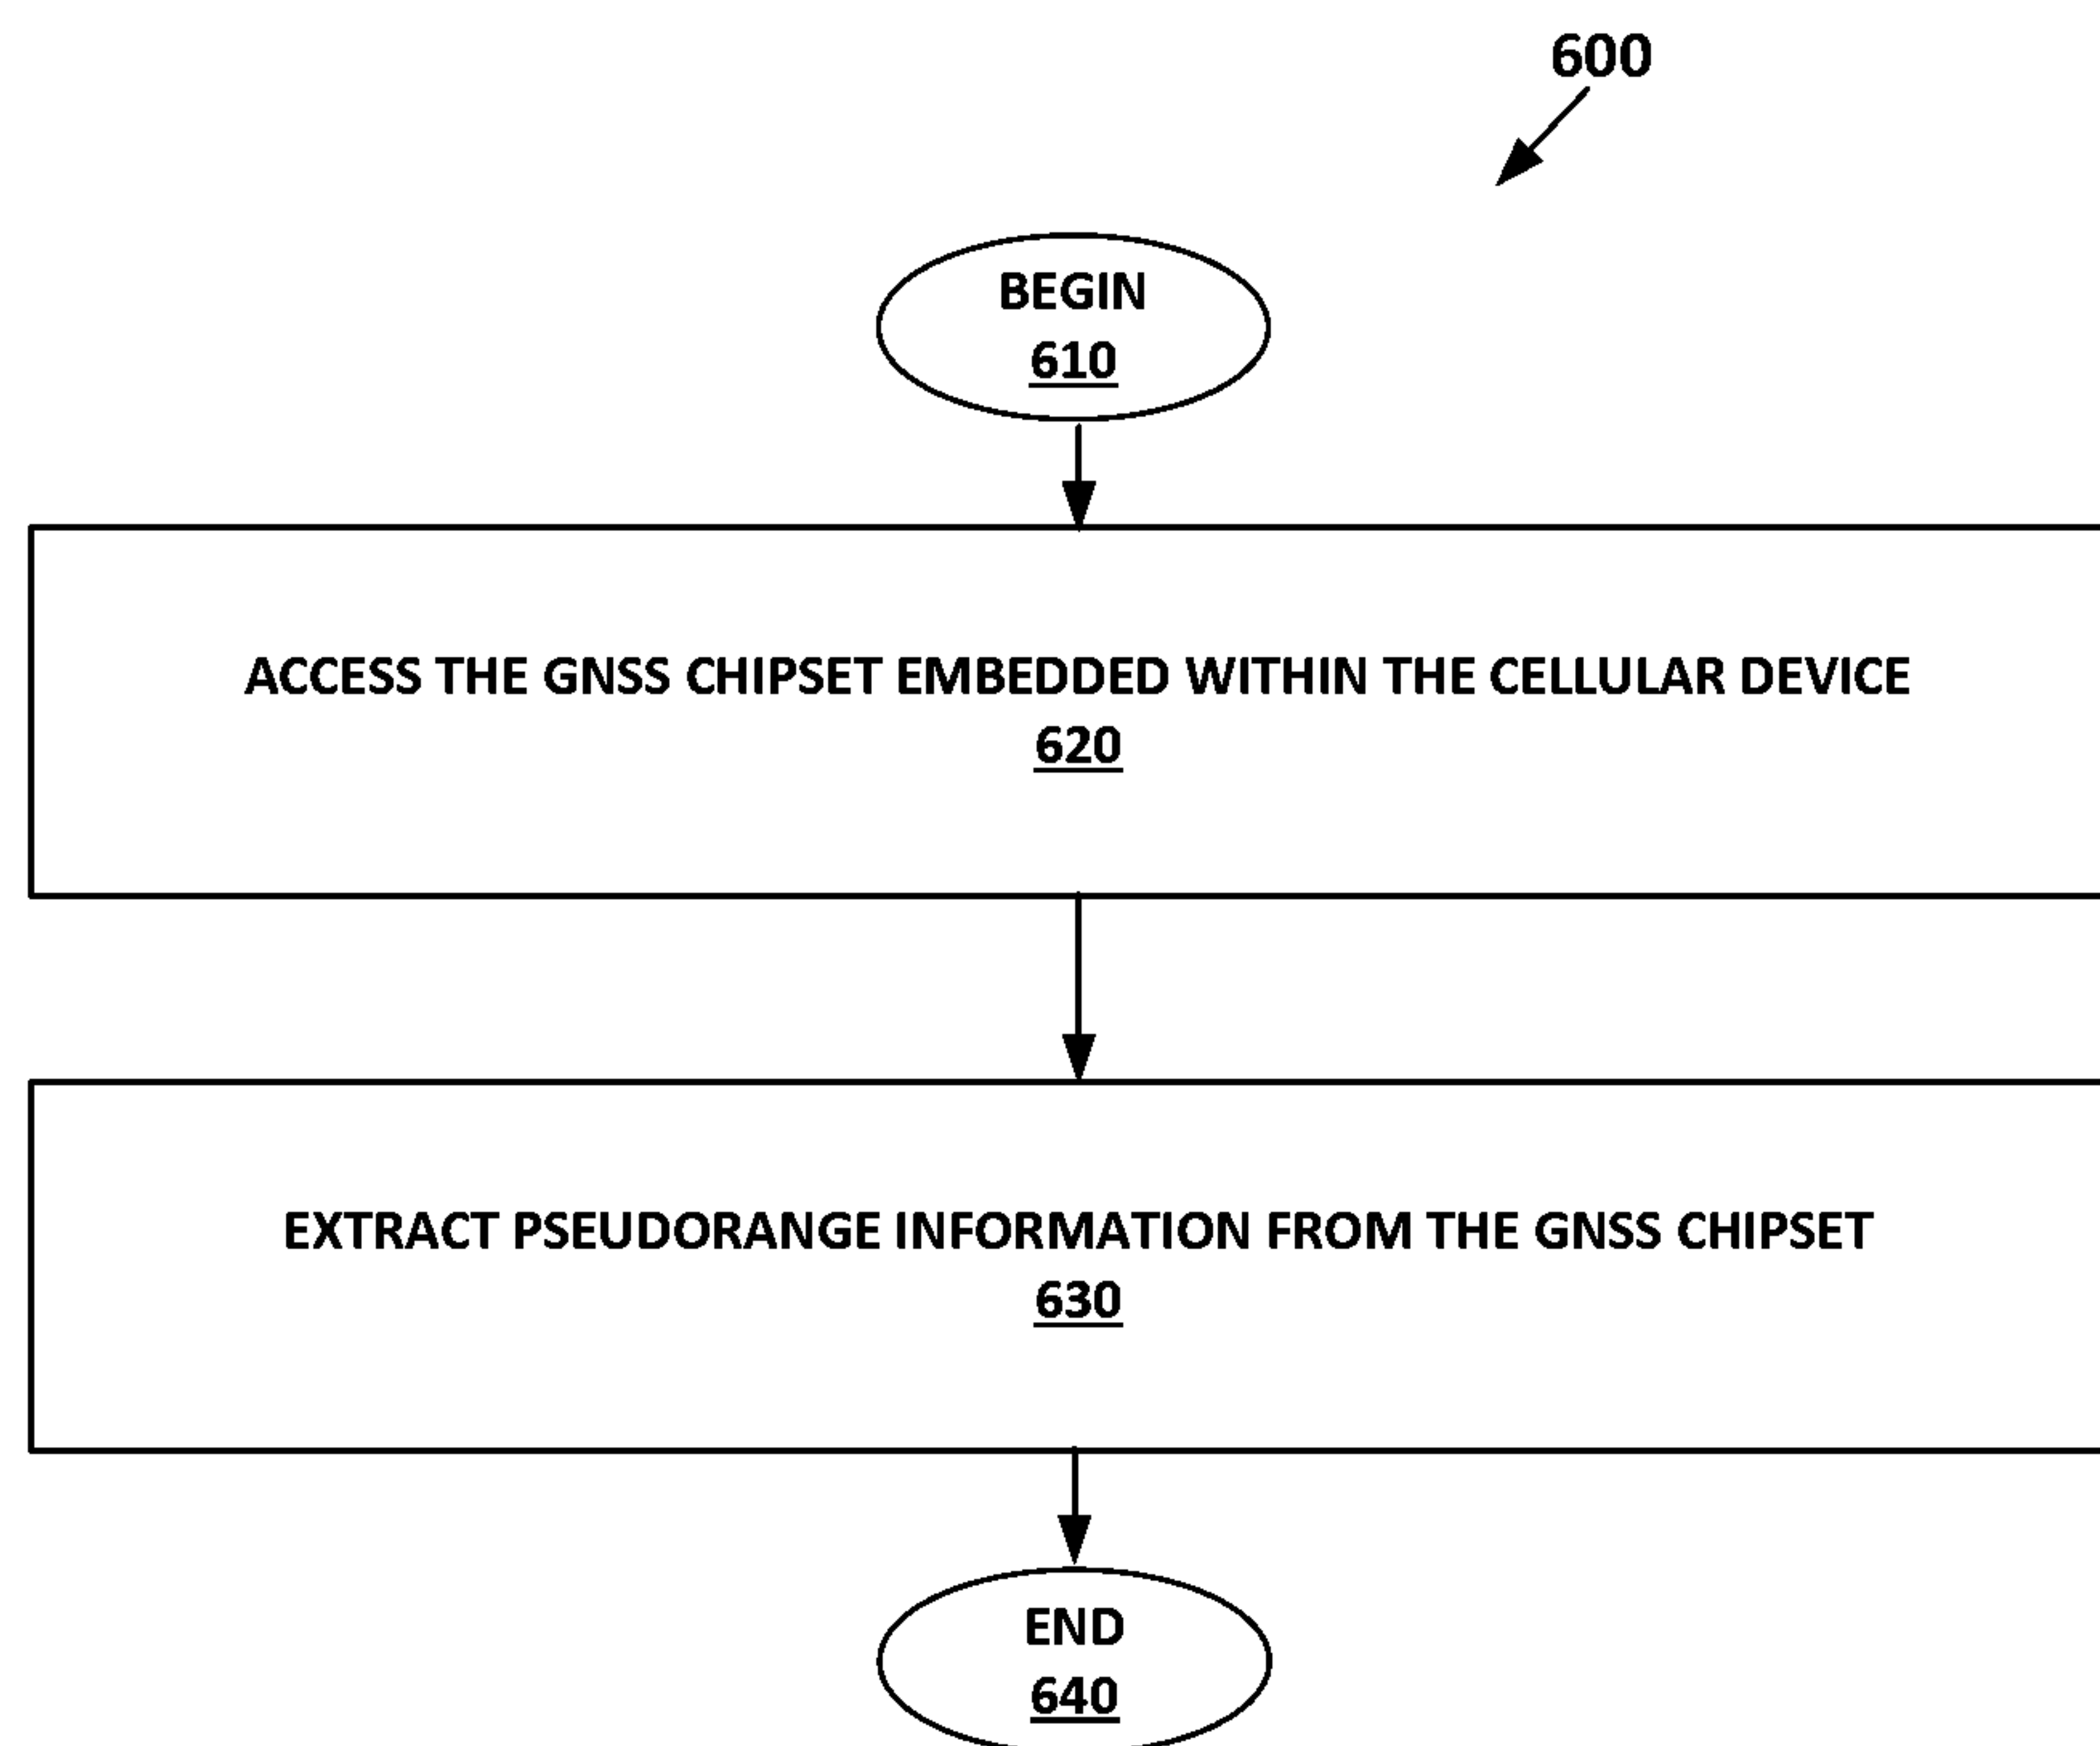 600
BEGIN
610
ACCESS THE GNSS CHIPSET EMBEDDED WITHIN THE CELLULAR DEVICE
620
EXTRACT PSEUDORANGE INFORMATION FROM THE GNSS CHIPSET
630
END
640